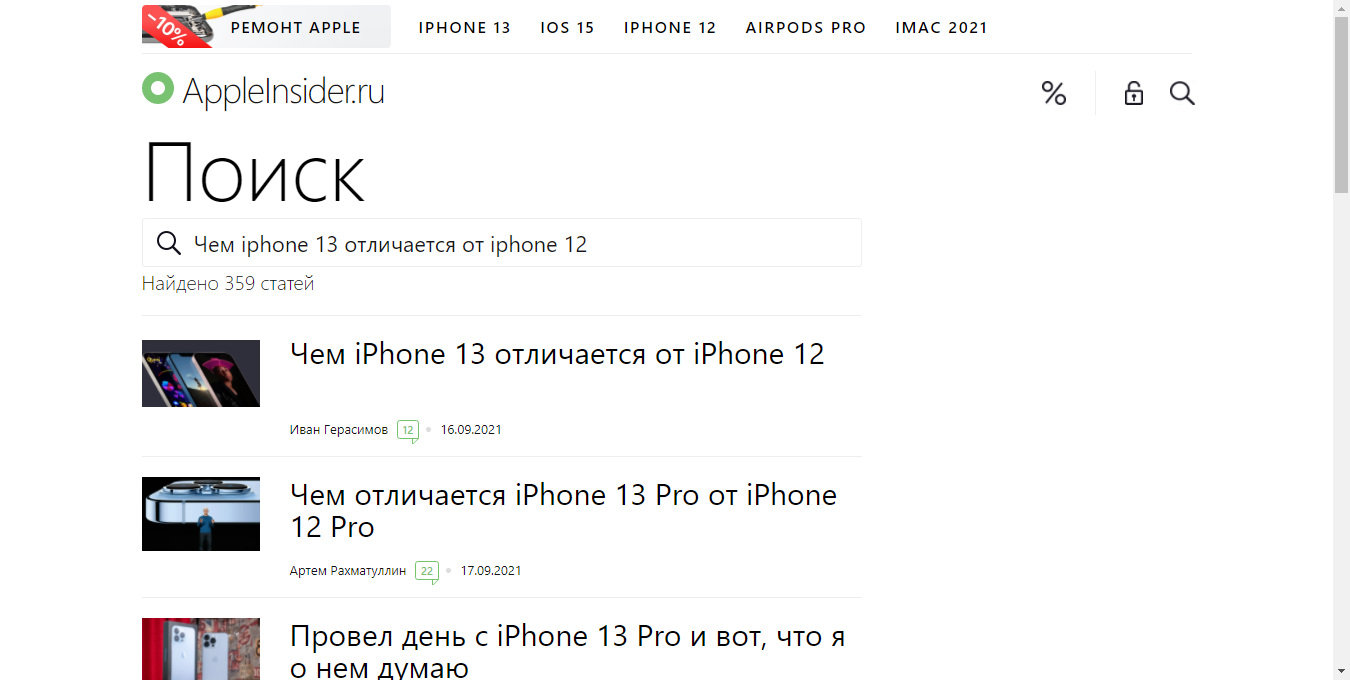 -10%
РЕМОНТ APPLE
IPHONE 13
IOS 15
IPHONE 12
AIRPODS PRO
IMAC 2021
AppleInsider.ru
%
Поиск
Чем iphone 13 отличается от iphone 12
Найдено 359 статей
Чем iPhone 13 отличается от iPhone 12
Иван Герасимов 12 16.09.2021
Чем отличается iPhone 13 Pro от iPhone
12 Pro
Артем Рахматуллин 22 17.09.2021
Провел день с iPhone 13 Pro и вот, что я
о нем думаю